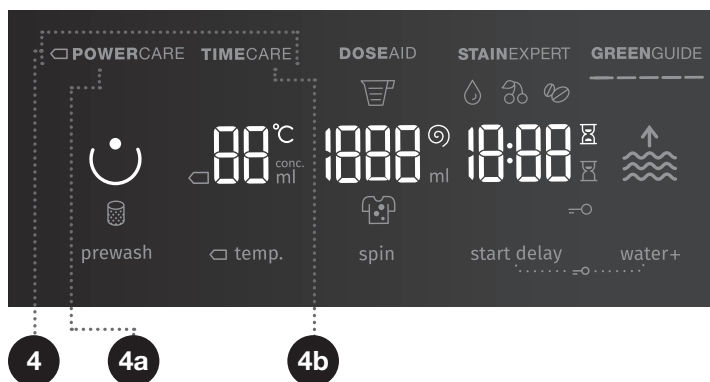 POWERCARE TIMECARE DOSEAID STAINEXPERT GREENGUIDE
88 °C conc. ml 1888 ml 18:88
prewash temp. spin start delay water+
4 4a 4b